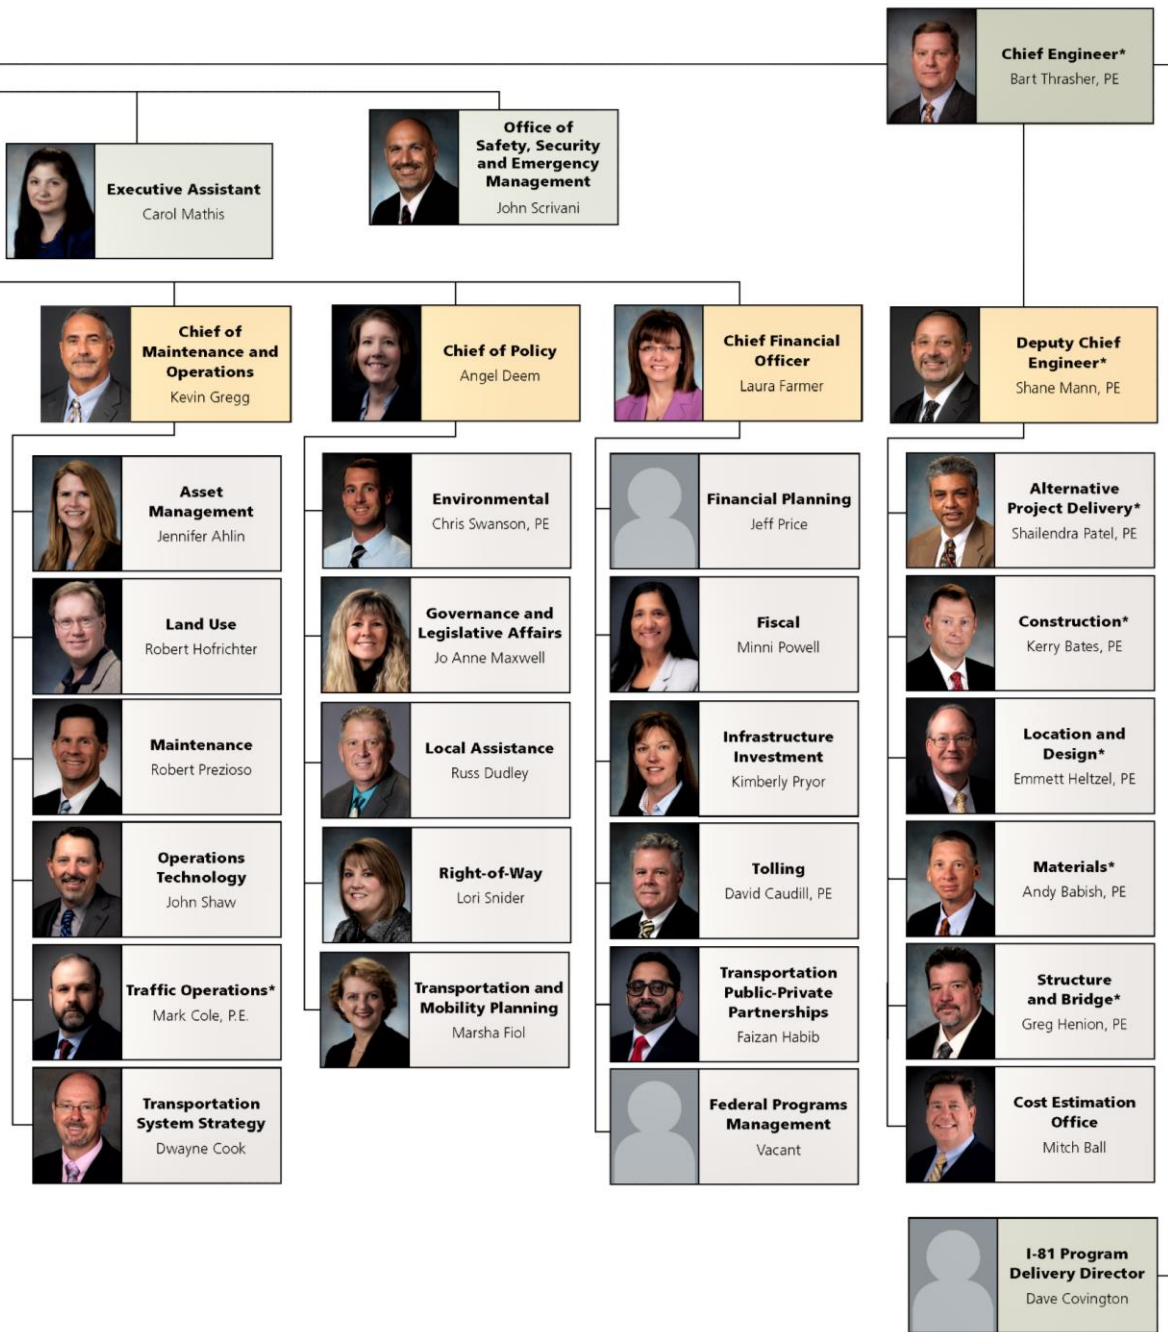 Chief Engineer*
Bart Thrasher, PE
Executive Assistant
Carol Mathis
Office of
Safety, Security
and Emergency
Management
John Scrivani
Chief of
Maintenance and
Operations
Kevin Gregg
Chief of Policy
Angel Deem
Chief Financial
Officer
Laura Farmer
Deputy Chief
Engineer*
Shane Mann, PE
Asset
Management
Jennifer Ahlin
Land Use
Robert Hofrichter
Maintenance
Robert Prezioso
Operations
Technology
John Shaw
Traffic Operations*
Mark Cole, P.E.
Transportation
System Strategy
Dwayne Cook
Environmental
Chris Swanson, PE
Governance and
Legislative Affairs
Jo Anne Maxwell
Local Assistance
Russ Dudley
Right-of-Way
Lori Snider
Transportation and
Mobility Planning
Marsha Fiol
Financial Planning
Jeff Price
Fiscal
Minni Powell
Infrastructure
Investment
Kimberly Pryor
Tolling
David Caudill, PE
Transportation
Public-Private
Partnerships
Faizan Habib
Federal Programs
Management
Vacant
Alternative
Project Delivery*
Shailendra Patel, PE
Construction*
Kerry Bates, PE
Location and
Design*
Emmett Heltzel, PE
Materials*
Andy Babish, PE
Structure
and Bridge*
Greg Henion, PE
Cost Estimation
Office
Mitch Ball
I-81 Program
Delivery Director
Dave Covington